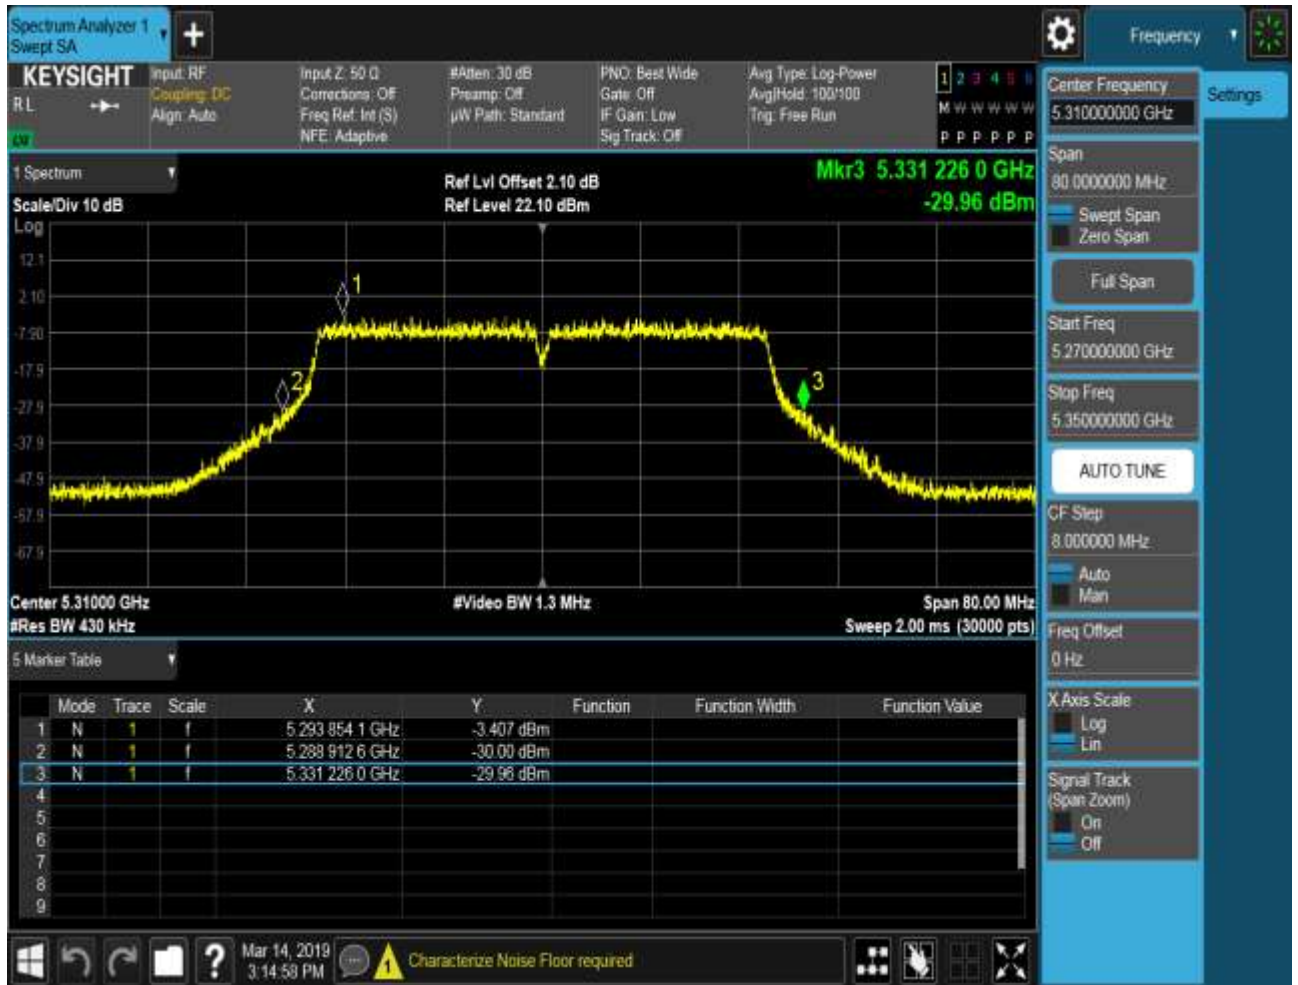 Spectrum Analyzer 1
Swept SA
Frequency
KEYSIGHT
RL
Input: RF
Coupling: DC
Align: Auto
Input Z: 50 Ω
Corrections: Off
Freq Ref: Int (S)
NFE: Adaptive
#Atten: 30 dB
Preamp: Off
µW Path: Standard
PNO: Best Wide
Gate: Off
IF Gain: Low
Sig Track: Off
Avg Type: Log-Power
Avg|Hold: 100/100
Trig: Free Run
1 2 3 4 5 6
M W W W W W
P P P P P P
1 Spectrum
Scale/Div 10 dB
Ref Lvl Offset 2.10 dB
Ref Level 22.10 dBm
Mkr3 5.331 226 0 GHz
-29.96 dBm
Log
12.1
2.10
-7.90
-17.9
-27.9
-37.9
-47.9
-57.9
-67.9
1
2
3
Center 5.31000 GHz
#Res BW 430 kHz
#Video BW 1.3 MHz
Span 80.00 MHz
Sweep 2.00 ms (30000 pts)
5 Marker Table
Mode Trace Scale X Y Function Function Width Function Value
1 N 1 f 5.293 854 1 GHz -3.407 dBm
2 N 1 f 5.288 912 6 GHz -30.00 dBm
3 N 1 f 5.331 226 0 GHz -29.96 dBm
4
5
6
7
8
9
Center Frequency
5.310000000 GHz
Settings
Span
80.0000000 MHz
Swept Span
Zero Span
Full Span
Start Freq
5.270000000 GHz
Stop Freq
5.350000000 GHz
AUTO TUNE
CF Step
8.000000 MHz
Auto
Man
Freq Offset
0 Hz
X Axis Scale
Log
Lin
Signal Track
(Span Zoom)
On
Off
?
Mar 14, 2019
3:14:58 PM
1
Characterize Noise Floor required